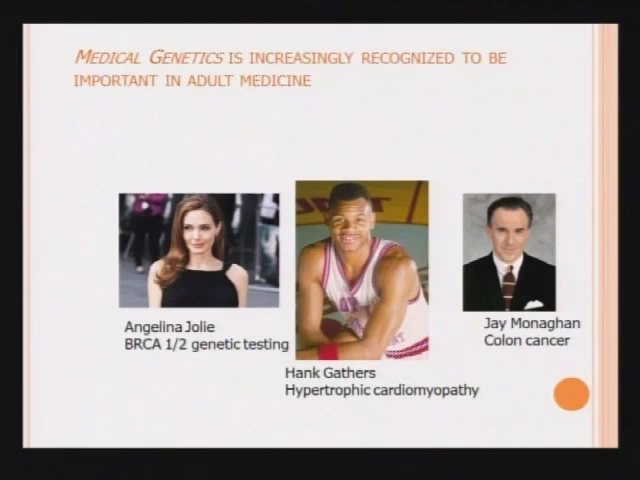 MEDICAL GENETICS IS INCREASINGLY RECOGNIZED TO BE
IMPORTANT IN ADULT MEDICINE
Angelina Jolie
BRCA 1/2 genetic testing
Hank Gathers
Hypertrophic cardiomyopathy
Jay Monaghan
Colon cancer